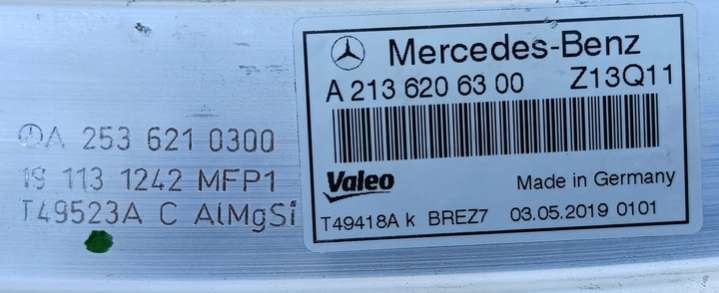 A 253 621 0300
19 113 1242 MFP1
T49523A C AlMgSi
Mercedes-Benz
A 213 620 63 00 Z13Q11
Valeo Made in Germany
T49418A k BREZ7 03.05.2019 0101